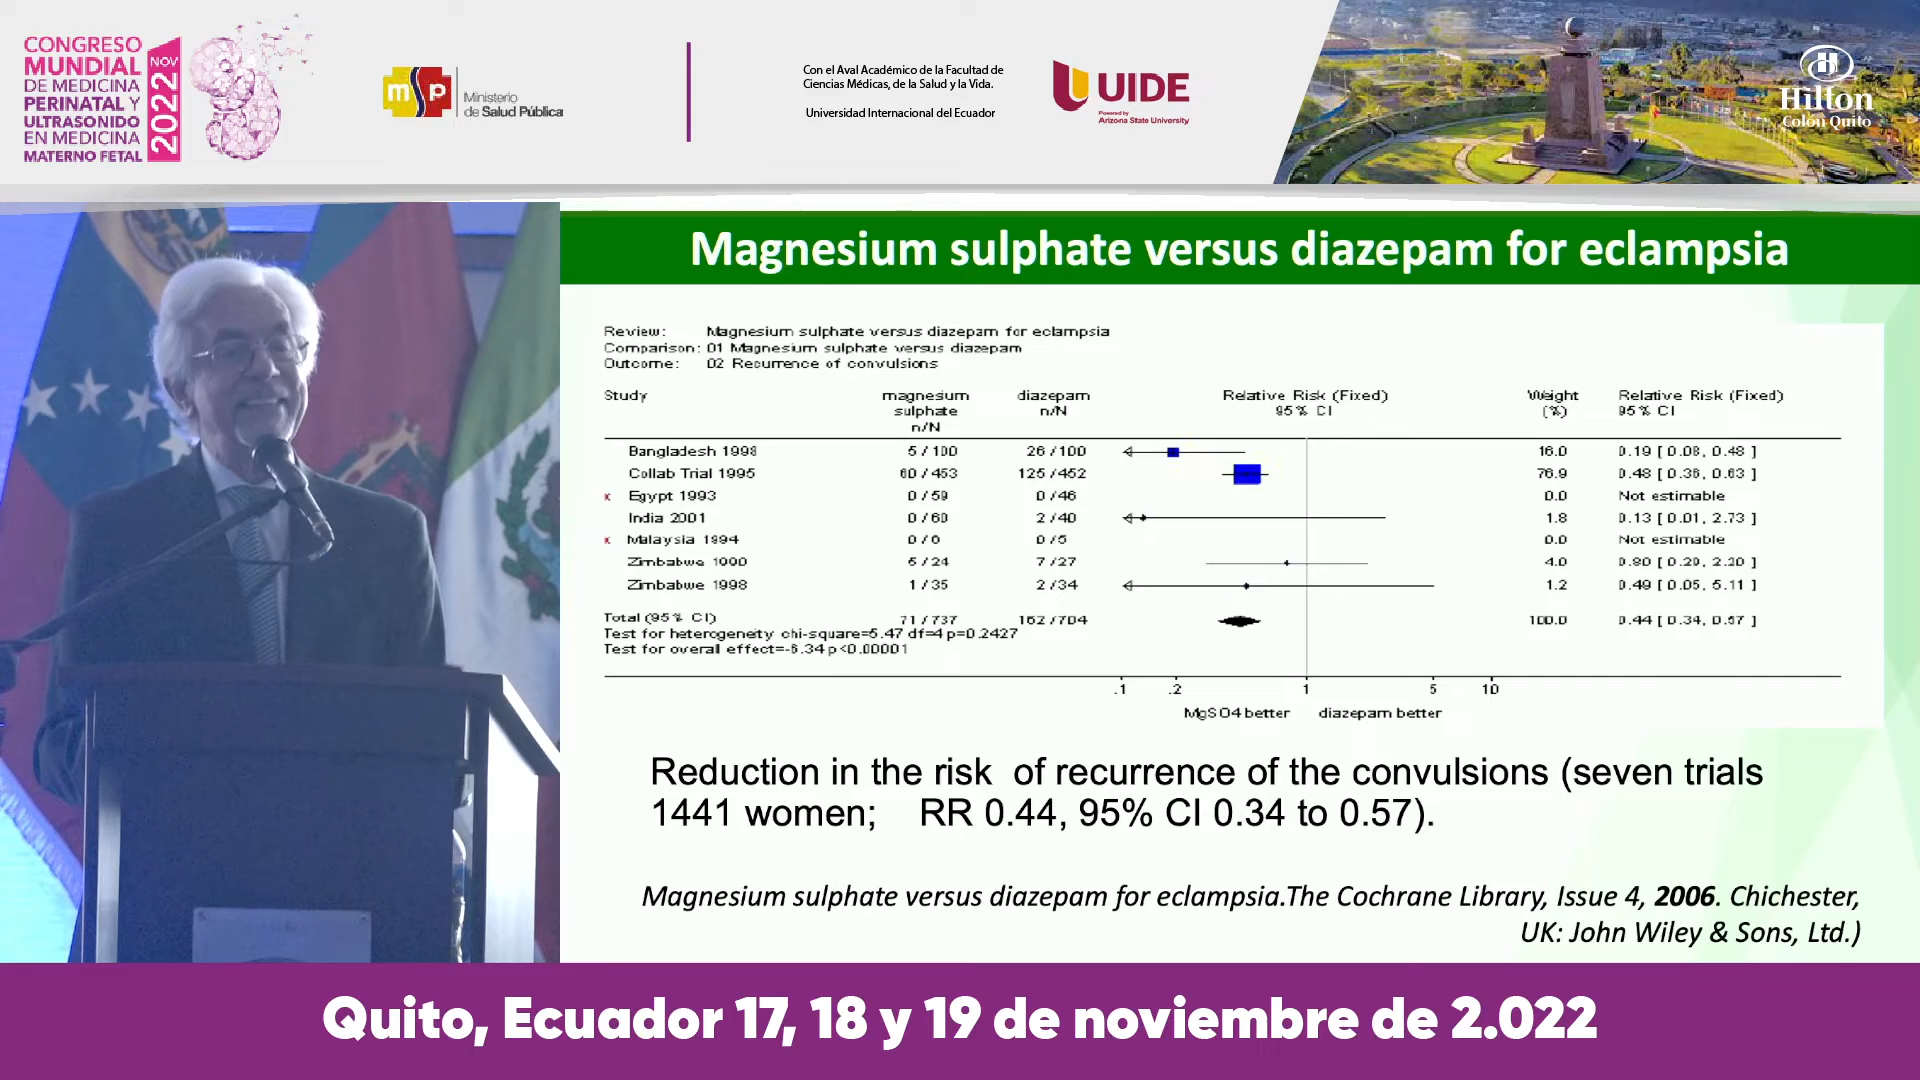 CONGRESO
MUNDIAL
DE MEDICINA
PERINATAL Y
ULTRASONIDO
EN MEDICINA
MATERNO FETAL
NOV
2022
msp
Ministerio
de Salud Pública
Con el Aval Académico de la Facultad de
Ciencias Médicas, de la Salud y la Vida.
Universidad Internacional del Ecuador
UIDE
Powered by
Arizona State University
Hilton
Colón Quito
Magnesium sulphate versus diazepam for eclampsia
Review: Magnesium sulphate versus diazepam for eclampsia
Comparison: 01 Magnesium sulphate versus diazepam
Outcome: 02 Recurrence of convulsions
Study magnesium sulphate n/N diazepam n/N Relative Risk (Fixed) 95% CI Weight (%) Relative Risk (Fixed) 95% CI
Bangladesh 1998 5/100 26/100 16.0 0.19 [0.08, 0.48]
Collab Trial 1995 60/453 125/452 76.9 0.48 [0.36, 0.63]
Egypt 1993 0/59 0/46 0.0 Not estimable
India 2001 0/60 2/40 1.8 0.13 [0.01, 2.73]
Malaysia 1994 0/6 0/5 0.0 Not estimable
Zimbabwe 1990 5/24 7/27 4.0 0.80 [0.29, 2.20]
Zimbabwe 1998 1/35 2/34 1.2 0.49 [0.05, 5.11]
Total (95% CI) 71/737 162/704 100.0 0.44 [0.34, 0.57]
Test for heterogeneity chi-square=5.47 df=4 p=0.2427
Test for overall effect=-6.34 p<0.00001
.1 .2 1 5 10
MgSO4 better diazepam better
Reduction in the risk of recurrence of the convulsions (seven trials
1441 women; RR 0.44, 95% CI 0.34 to 0.57).
Magnesium sulphate versus diazepam for eclampsia.The Cochrane Library, Issue 4, 2006. Chichester,
UK: John Wiley & Sons, Ltd.)
Quito, Ecuador 17, 18 y 19 de noviembre de 2.022